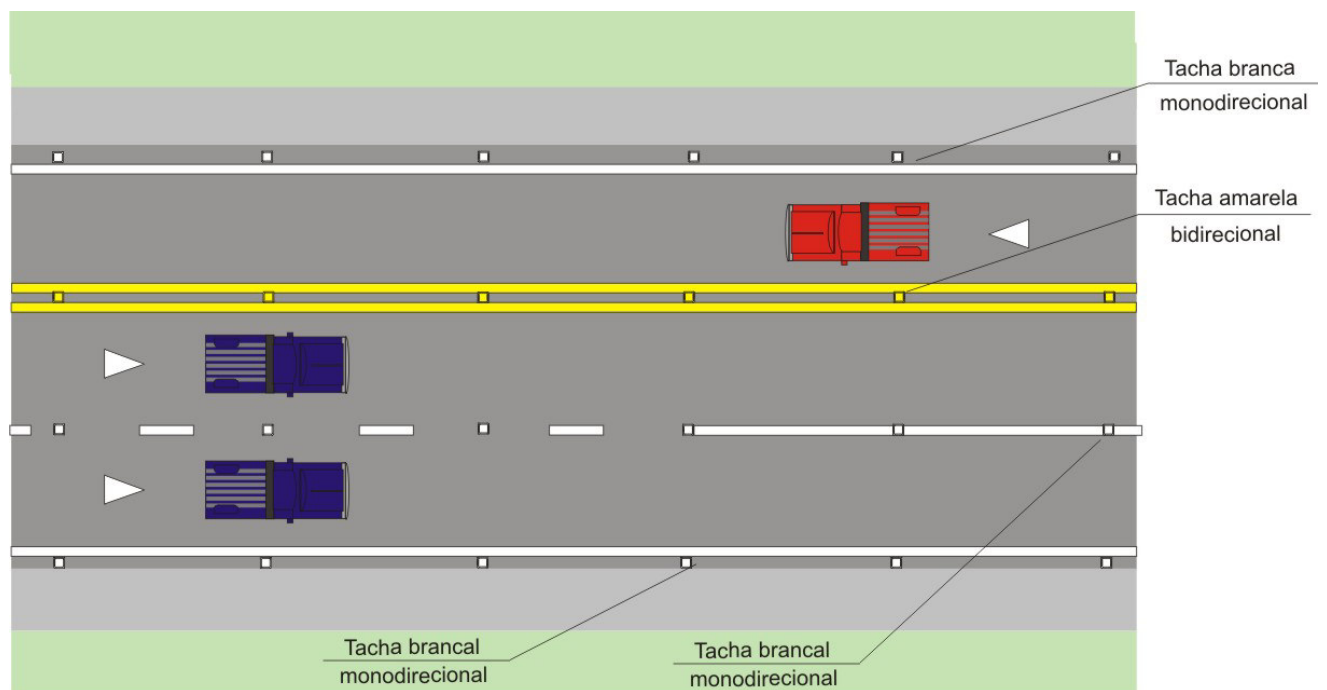 Tacha branca
monodirecional
Tacha amarela
bidirecional
Tacha brancal
monodirecional
Tacha brancal
monodirecional